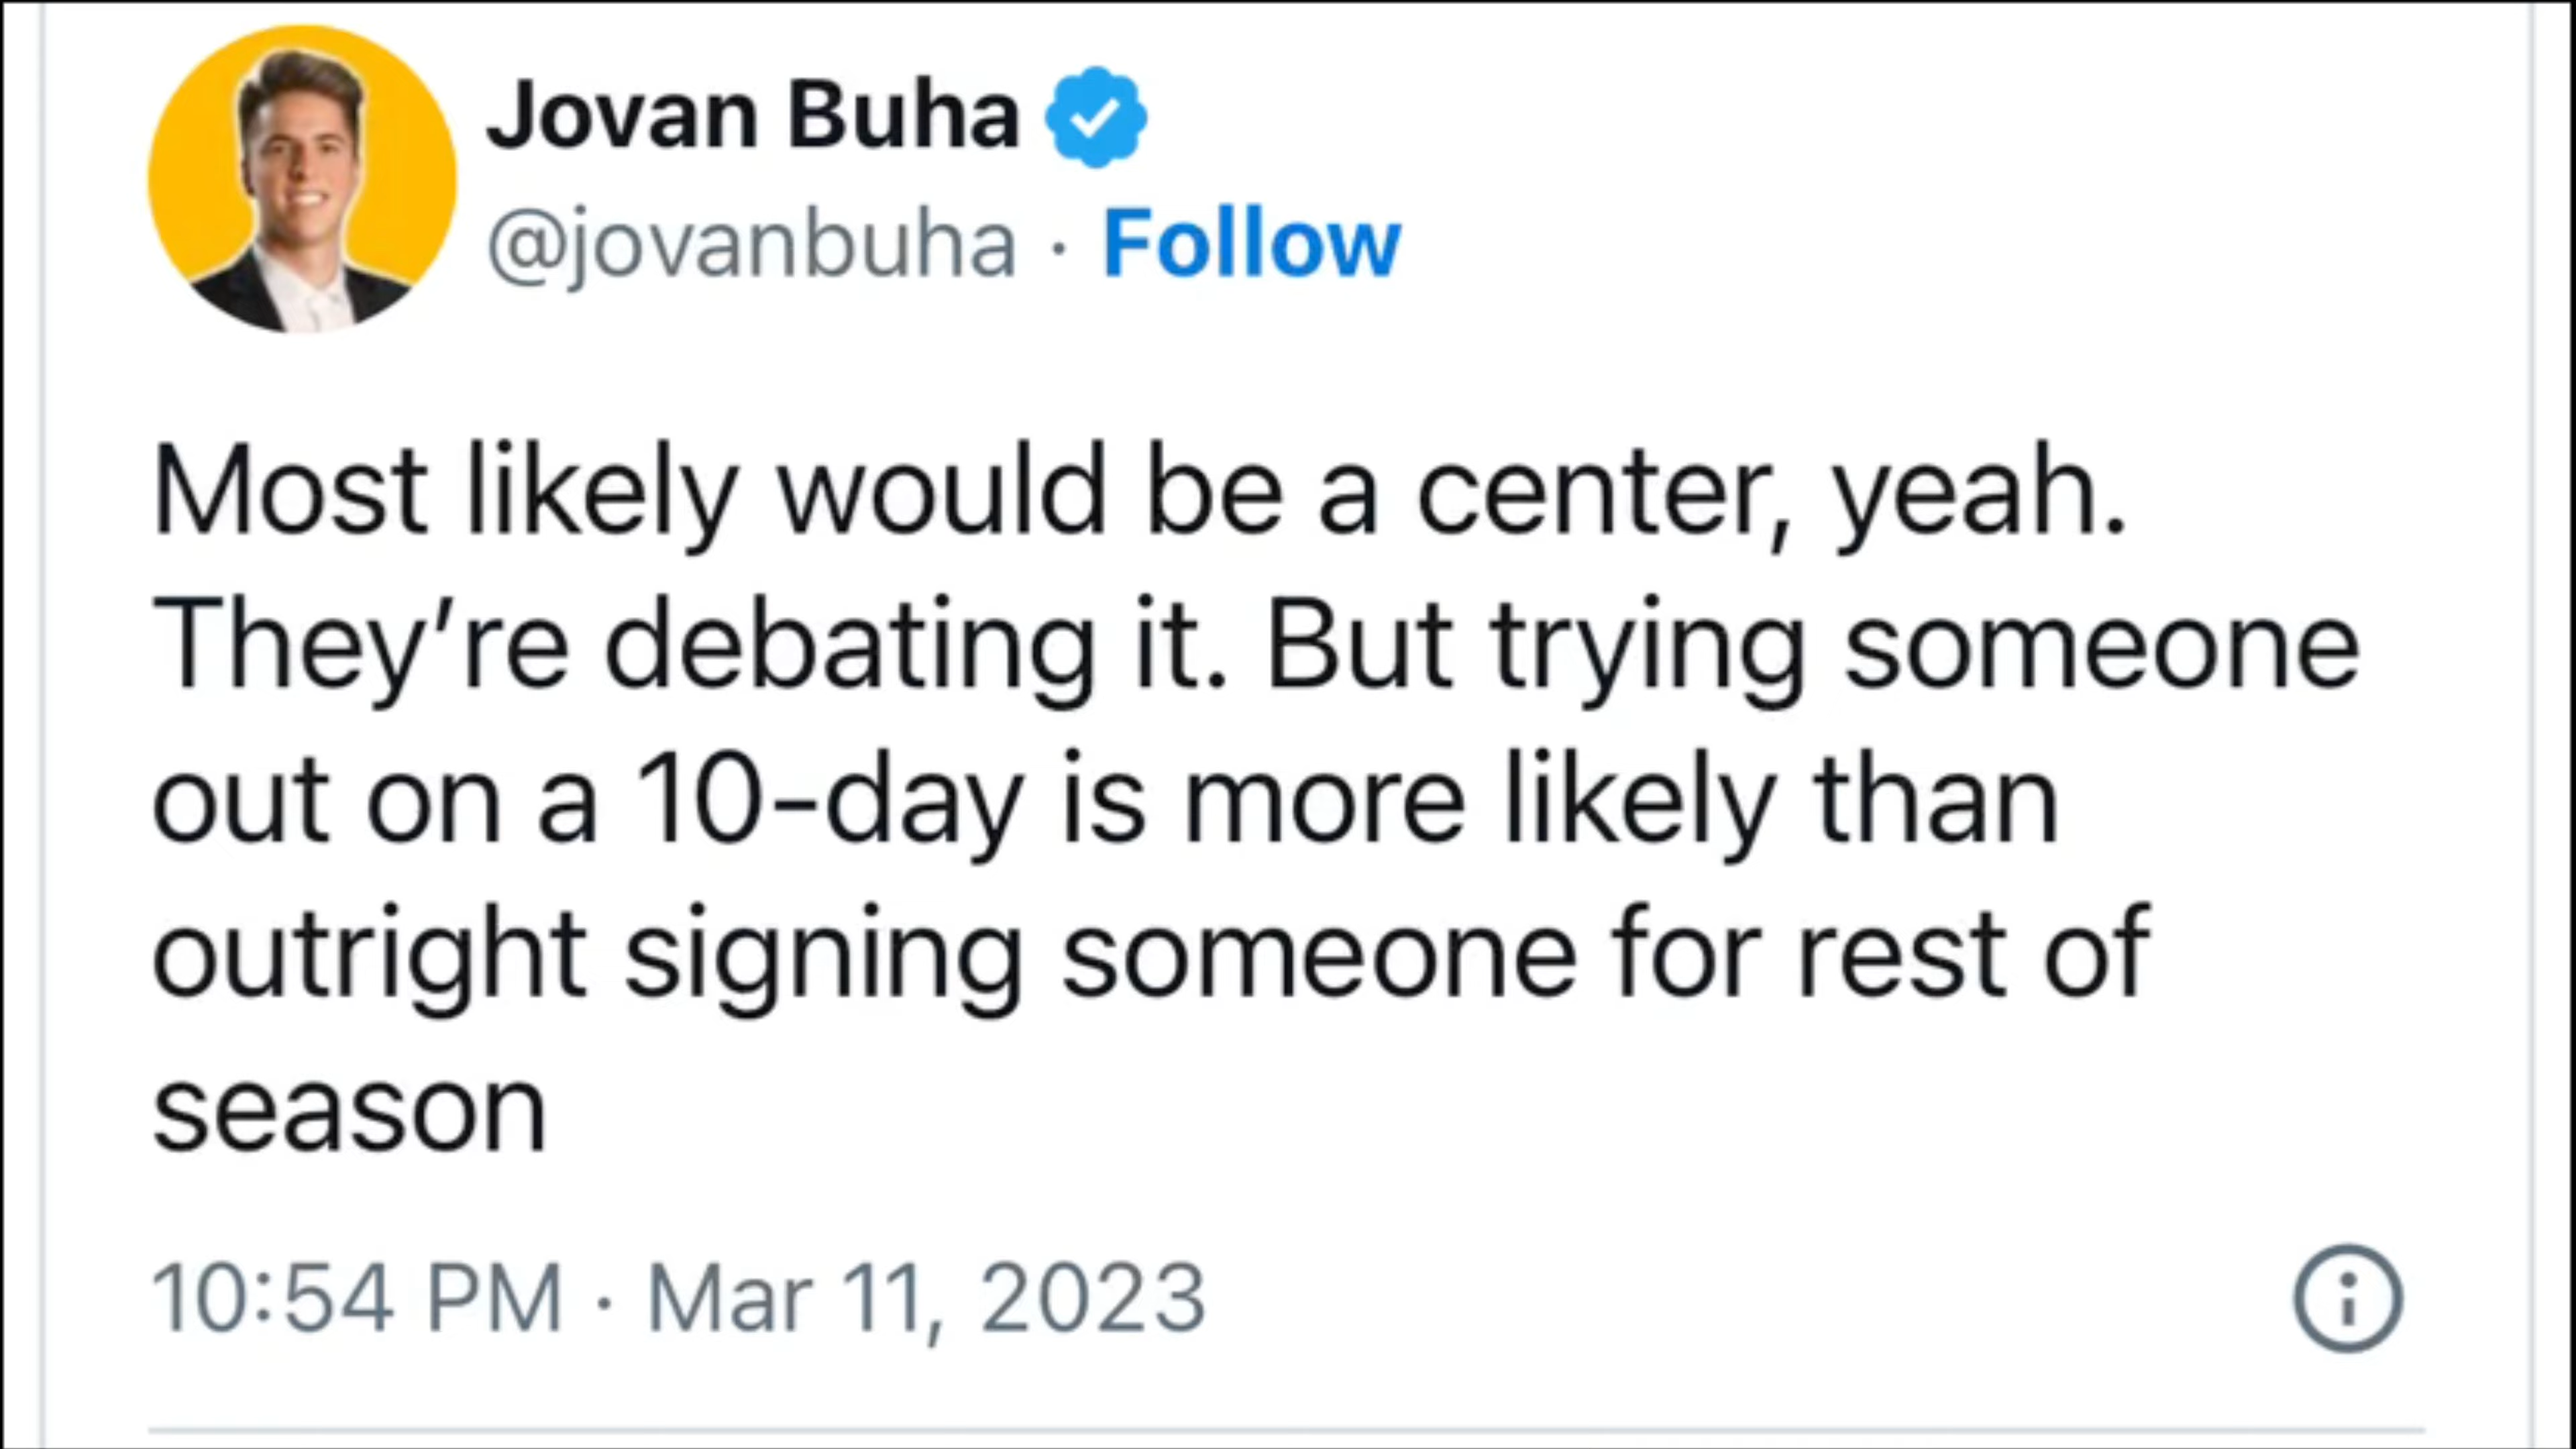 Jovan Buha
@jovanbuha · Follow
Most likely would be a center, yeah.
They’re debating it. But trying someone
out on a 10-day is more likely than
outright signing someone for rest of
season
10:54 PM · Mar 11, 2023